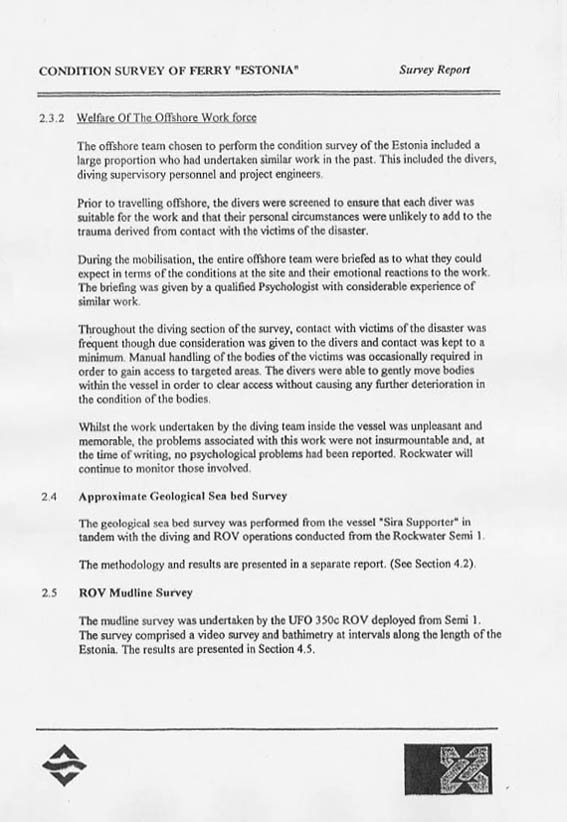 CONDITION SURVEY OF FERRY "ESTONIA" Survey Report
2.3.2 Welfare Of The Offshore Work force
The offshore team chosen to perform the condition survey of the Estonia included a
large proportion who had undertaken similar work in the past. This included the divers,
diving supervisory personnel and project engineers.
Prior to travelling offshore, the divers were screened to ensure that each diver was
suitable for the work and that their personal circumstances were unlikely to add to the
trauma derived from contact with the victims of the disaster.
During the mobilisation, the entire offshore team were briefed as to what they could
expect in terms of the conditions at the site and their emotional reactions to the work.
The briefing was given by a qualified Psychologist with considerable experience of
similar work.
Throughout the diving section of the survey, contact with victims of the disaster was
frequent though due consideration was given to the divers and contact was kept to a
minimum. Manual handling of the bodies of the victims was occasionally required in
order to gain access to targeted areas. The divers were able to gently move bodies
within the vessel in order to clear access without causing any further deterioration in
the condition of the bodies.
Whilst the work undertaken by the diving team inside the vessel was unpleasant and
memorable, the problems associated with this work were not insurmountable and, at
the time of writing, no psychological problems had been reported. Rockwater will
continue to monitor those involved.
2.4 Approximate Geological Sea bed Survey
The geological sea bed survey was performed from the vessel "Sira Supporter" in
tandem with the diving and ROV operations conducted from the Rockwater Semi 1.
The methodology and results are presented in a separate report. (See Section 4.2).
2.5 ROV Mudline Survey
The mudline survey was undertaken by the UFO 350c ROV deployed from Semi 1.
The survey comprised a video survey and bathimetry at intervals along the length of the
Estonia. The results are presented in Section 4.5.